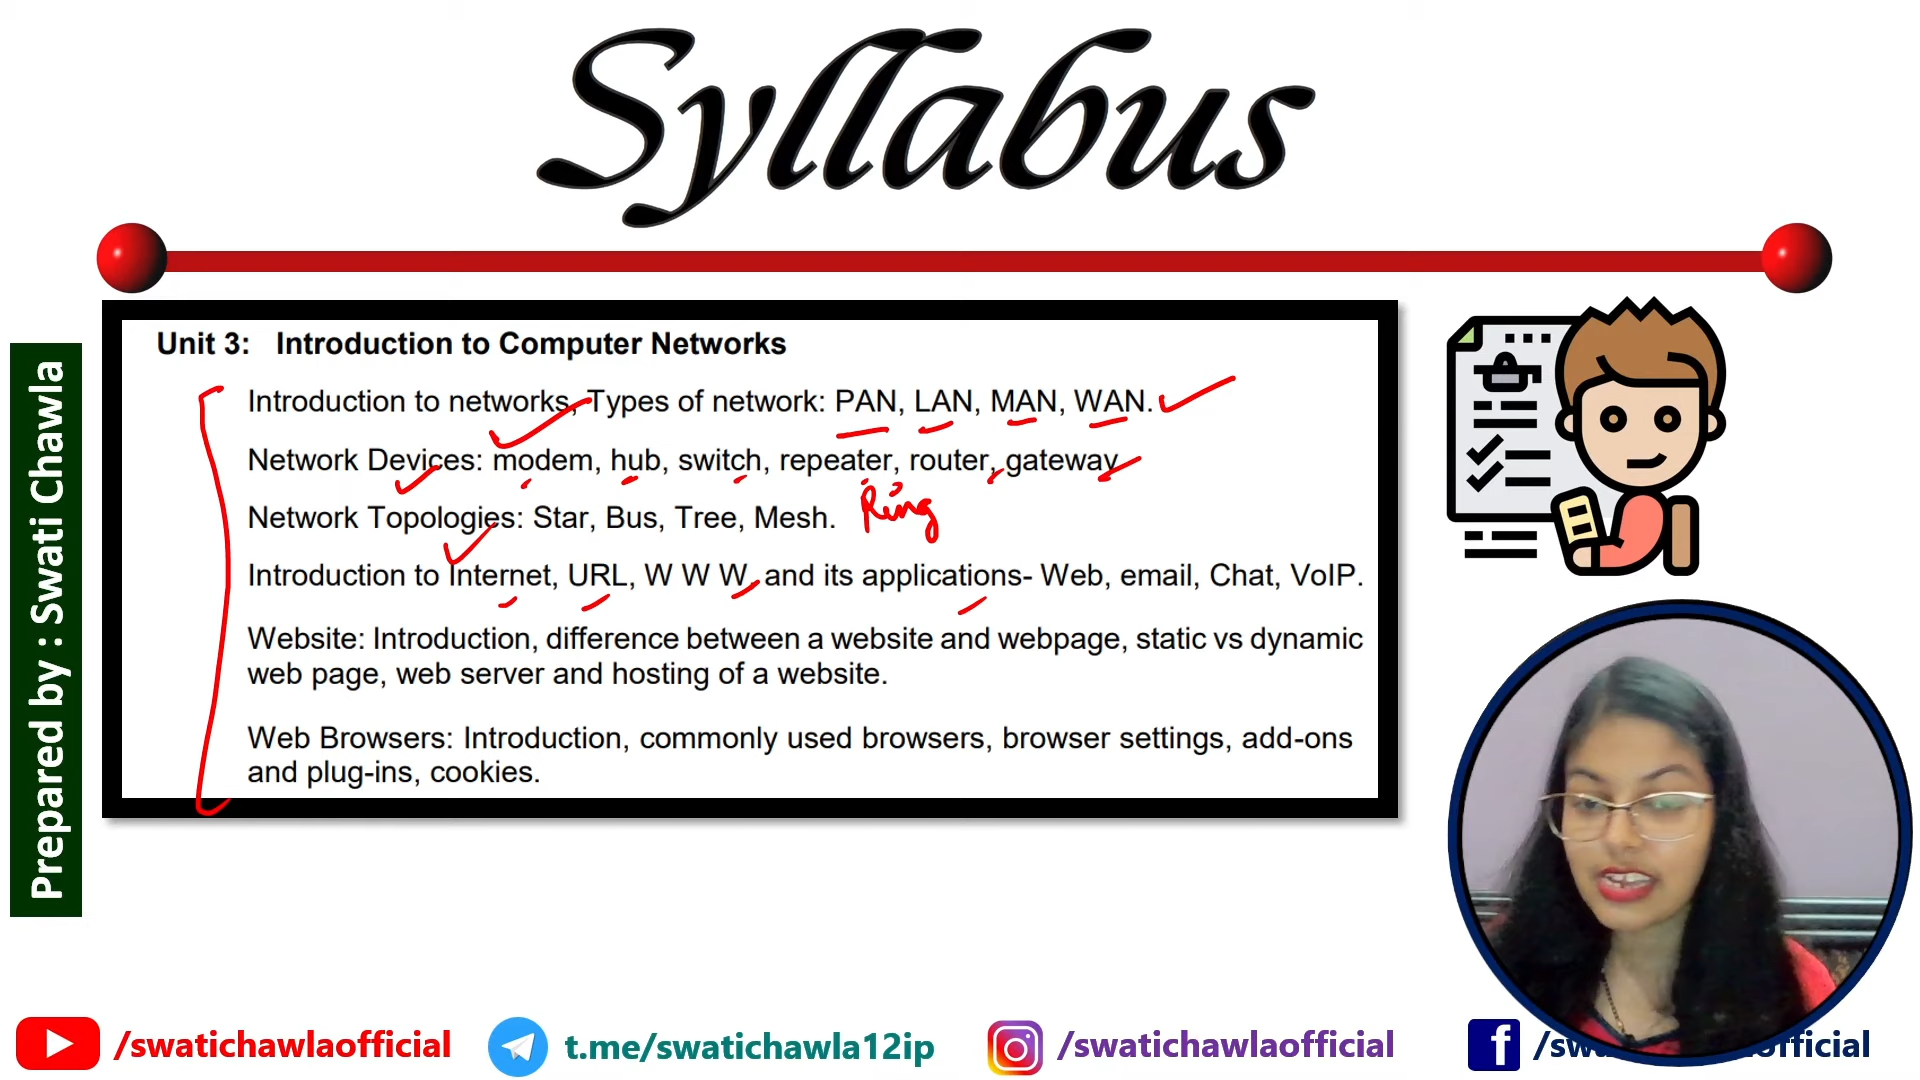 Syllabus
Prepared by : Swati Chawla
Unit 3: Introduction to Computer Networks
Introduction to networks, Types of network: PAN, LAN, MAN, WAN.
Network Devices: modem, hub, switch, repeater, router, gateway
Network Topologies: Star, Bus, Tree, Mesh. Ring
Introduction to Internet, URL, W W W, and its applications- Web, email, Chat, VoIP.
Website: Introduction, difference between a website and webpage, static vs dynamic
web page, web server and hosting of a website.
Web Browsers: Introduction, commonly used browsers, browser settings, add-ons
and plug-ins, cookies.
/swatichawlaofficial
t.me/swatichawla12ip
/swatichawlaofficial